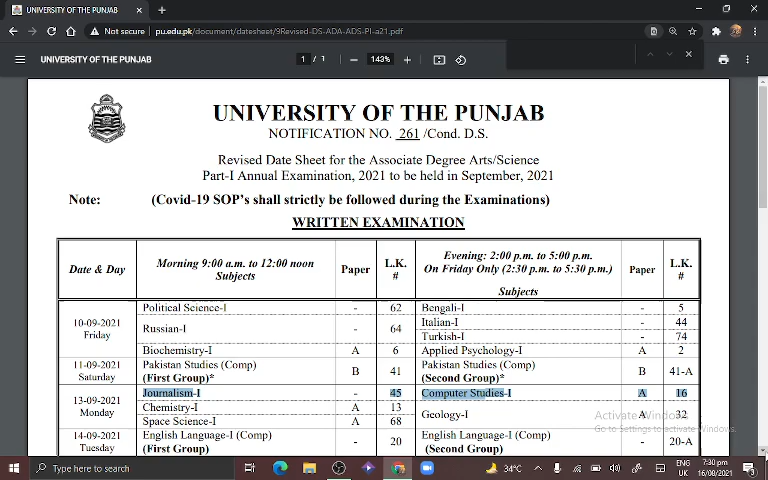 UNIVERSITY OF THE PUNJAB
Not secure | pu.edu.pk/document/datesheet/9Revised-DS-ADA-ADS-PI-a21.pdf
UNIVERSITY OF THE PUNJAB
1 / 1
143%
UNIVERSITY OF THE PUNJAB
NOTIFICATION NO. 261 /Cond. D.S.
Revised Date Sheet for the Associate Degree Arts/Science
Part-I Annual Examination, 2021 to be held in September, 2021
Note: (Covid-19 SOP's shall strictly be followed during the Examinations)
WRITTEN EXAMINATION
Date & Day
Morning 9:00 a.m. to 12:00 noon
Subjects
Paper
L.K.
#
Evening: 2:00 p.m. to 5:00 p.m.
On Friday Only (2:30 p.m. to 5:30 p.m.)
Subjects
Paper
L.K.
#
10-09-2021
Friday
Political Science-I - 62
Bengali-I - 5
Russian-I - 64
Italian-I - 44
Turkish-I - 74
Biochemistry-I A 6
Applied Psychology-I A 2
11-09-2021
Saturday
Pakistan Studies (Comp)
(First Group)* B 41
Pakistan Studies (Comp)
(Second Group)* B 41-A
13-09-2021
Monday
Journalism-I - 45
Computer Studies-I A 16
Chemistry-I A 13
Space Science-I A 68
Geology-I A 32
14-09-2021
Tuesday
English Language-I (Comp)
(First Group) - 20
English Language-I (Comp)
(Second Group) - 20-A
Activate Windows
Go to Settings to activate Windows.
Type here to search
34°C
ENG
UK
7:30 pm
16/08/2021
3